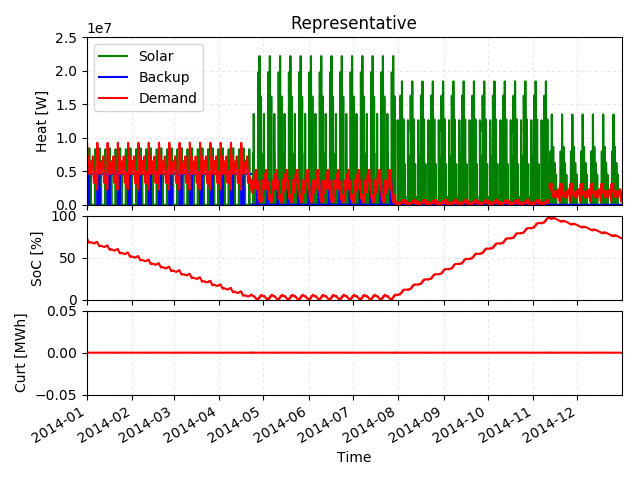 Representative
1e7
2.5
2.0
1.5
1.0
0.5
0.0
Heat [W]
Solar
Backup
Demand
100
50
0
SoC [%]
0.05
0.00
−0.05
Curt [MWh]
2014-01
2014-02
2014-03
2014-04
2014-05
2014-06
2014-07
2014-08
2014-09
2014-10
2014-11
2014-12
Time